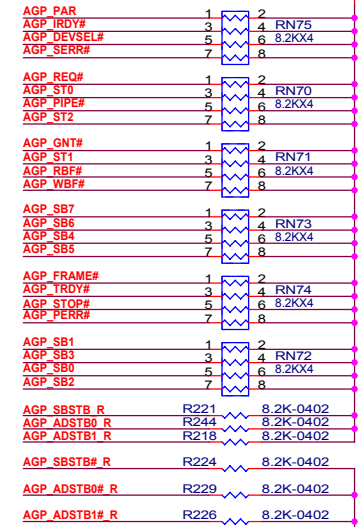 AGP_PAR 1 2
AGP_IRDY# 3 4 RN75
AGP_DEVSEL# 5 6 8.2KX4
AGP_SERR# 7 8
AGP_REQ# 1 2
AGP_ST0 3 4 RN70
AGP_PIPE# 5 6 8.2KX4
AGP_ST2 7 8
AGP_GNT# 1 2
AGP_ST1 3 4 RN71
AGP_RBF# 5 6 8.2KX4
AGP_WBF# 7 8
AGP_SB7 1 2
AGP_SB6 3 4 RN73
AGP_SB4 5 6 8.2KX4
AGP_SB5 7 8
AGP_FRAME# 1 2
AGP_TRDY# 3 4 RN74
AGP_STOP# 5 6 8.2KX4
AGP_PERR# 7 8
AGP_SB1 1 2
AGP_SB3 3 4 RN72
AGP_SB0 5 6 8.2KX4
AGP_SB2 7 8
AGP_SBSTB_R R221 8.2K-0402
AGP_ADSTB0_R R244 8.2K-0402
AGP_ADSTB1_R R218 8.2K-0402
AGP_SBSTB#_R R224 8.2K-0402
AGP_ADSTB0#_R R229 8.2K-0402
AGP_ADSTB1#_R R226 8.2K-0402